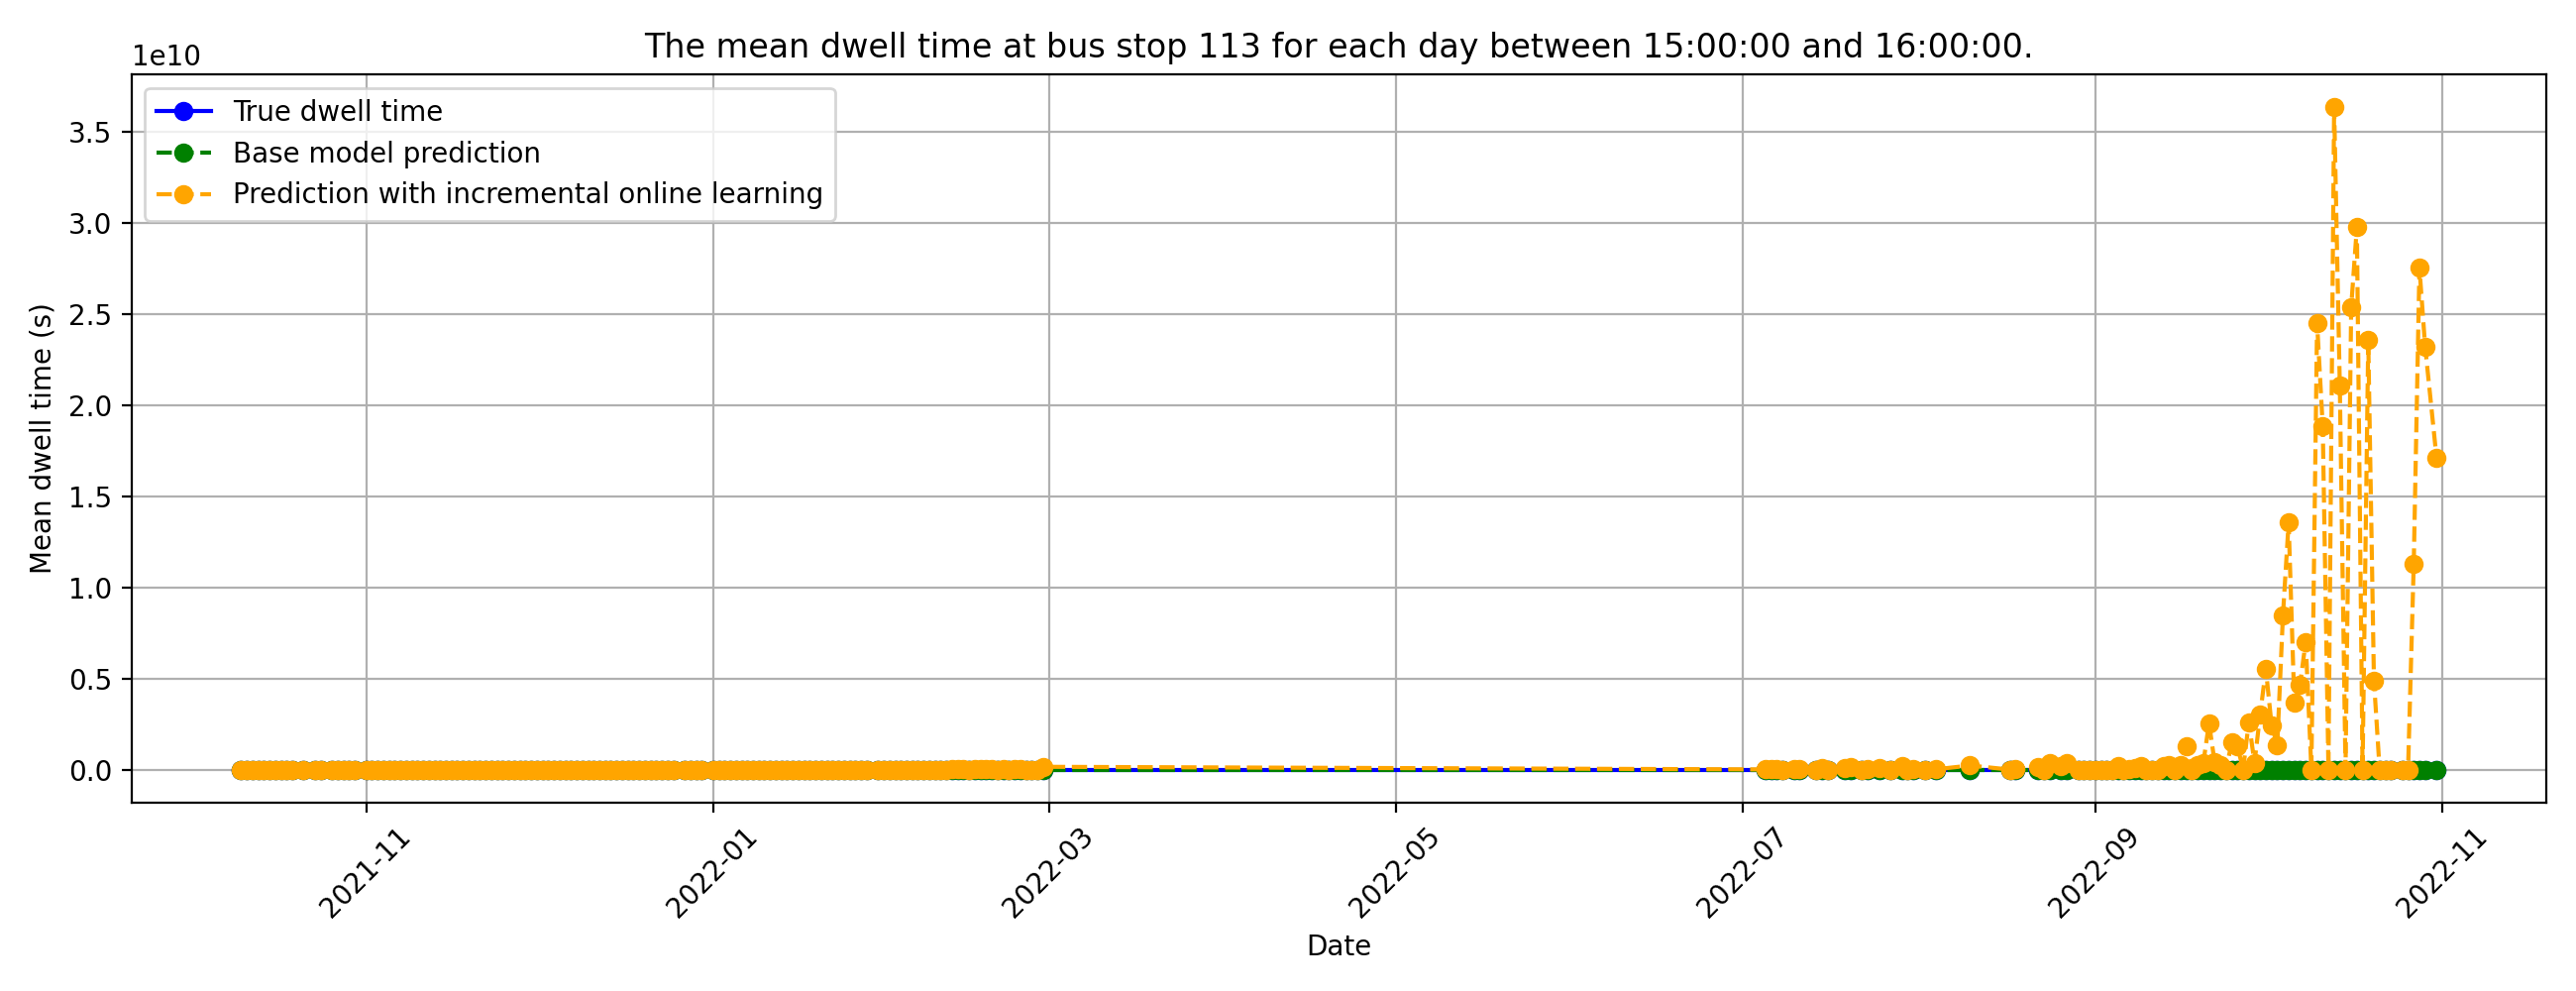 The mean dwell time at bus stop 113 for each day between 15:00:00 and 16:00:00.
1e10
True dwell time
Base model prediction
Prediction with incremental online learning
Mean dwell time (s)
3.5
3.0
2.5
2.0
1.5
1.0
0.5
0.0
2021-11
2022-01
2022-03
2022-05
2022-07
2022-09
2022-11
Date